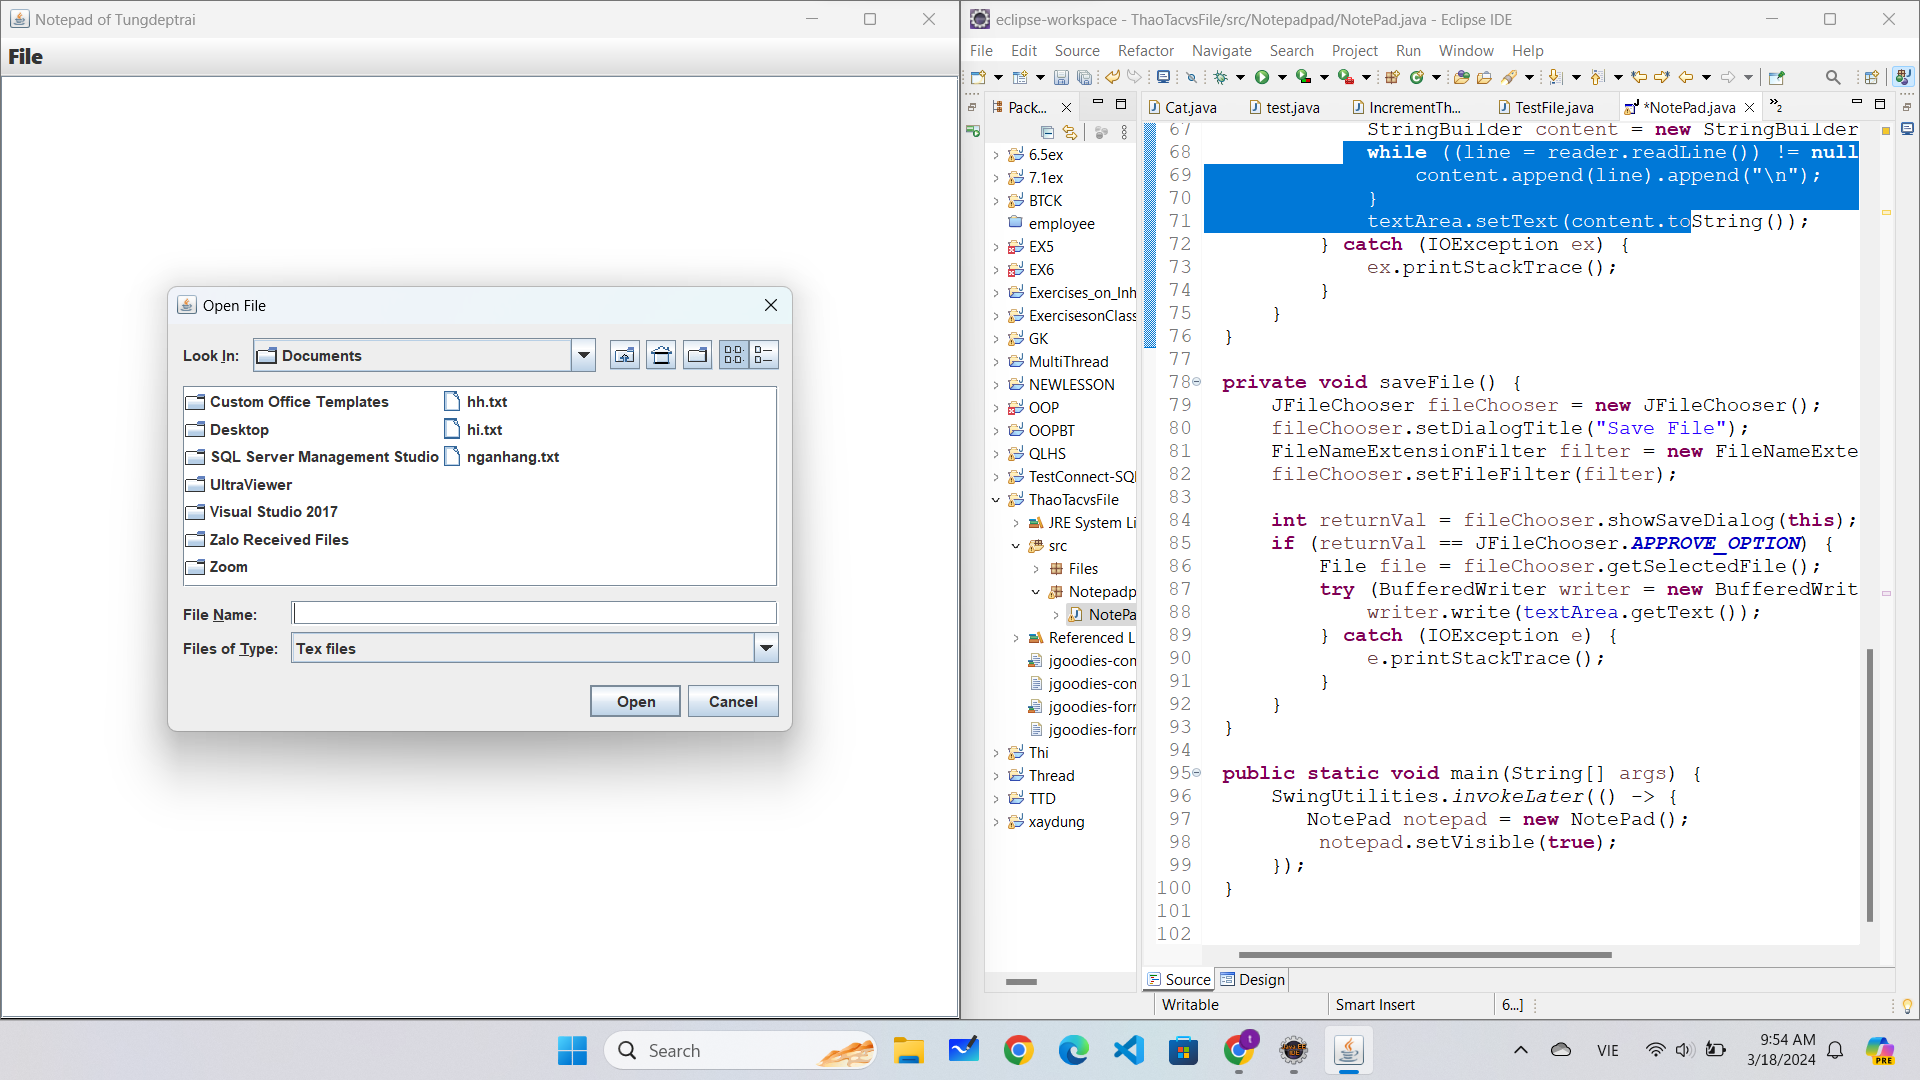 Notepad of Tungdeptrai
File
Open File
Look In:
Documents
Custom Office Templates
Desktop
SQL Server Management Studio
UltraViewer
Visual Studio 2017
Zalo Received Files
Zoom
hh.txt
hi.txt
nganhang.txt
File Name:
Files of Type:
Tex files
Open
Cancel
eclipse-workspace - ThaoTacvsFile/src/Notepadpad/NotePad.java - Eclipse IDE
File Edit Source Refactor Navigate Search Project Run Window Help
Pack...
6.5ex
7.1ex
BTCK
employee
EX5
EX6
Exercises_on_Inh
ExercisesonClass
GK
MultiThread
NEWLESSON
OOP
OOPBT
QLHS
TestConnect-SQL
ThaoTacvsFile
JRE System Li
src
Files
Notepadp
NotePa
Referenced L
jgoodies-com
jgoodies-com
jgoodies-forr
jgoodies-forr
Thi
Thread
TTD
xaydung
Cat.java test.java IncrementTh... TestFile.java *NotePad.java »2
67 StringBuilder content = new StringBuilder
68 while ((line = reader.readLine()) != null
69 content.append(line).append("\n");
70 }
71 textArea.setText(content.toString());
72 } catch (IOException ex) {
73 ex.printStackTrace();
74 }
75 }
76 }
77
78 private void saveFile() {
79 JFileChooser fileChooser = new JFileChooser();
80 fileChooser.setDialogTitle("Save File");
81 FileNameExtensionFilter filter = new FileNameExte
82 fileChooser.setFileFilter(filter);
83
84 int returnVal = fileChooser.showSaveDialog(this);
85 if (returnVal == JFileChooser.APPROVE_OPTION) {
86 File file = fileChooser.getSelectedFile();
87 try (BufferedWriter writer = new BufferedWrit
88 writer.write(textArea.getText());
89 } catch (IOException e) {
90 e.printStackTrace();
91 }
92 }
93 }
94
95 public static void main(String[] args) {
96 SwingUtilities.invokeLater(() -> {
97 NotePad notepad = new NotePad();
98 notepad.setVisible(true);
99 });
100 }
101
102
Source Design
Writable Smart Insert 6...]
Search
VIE
9:54 AM
3/18/2024
PRE